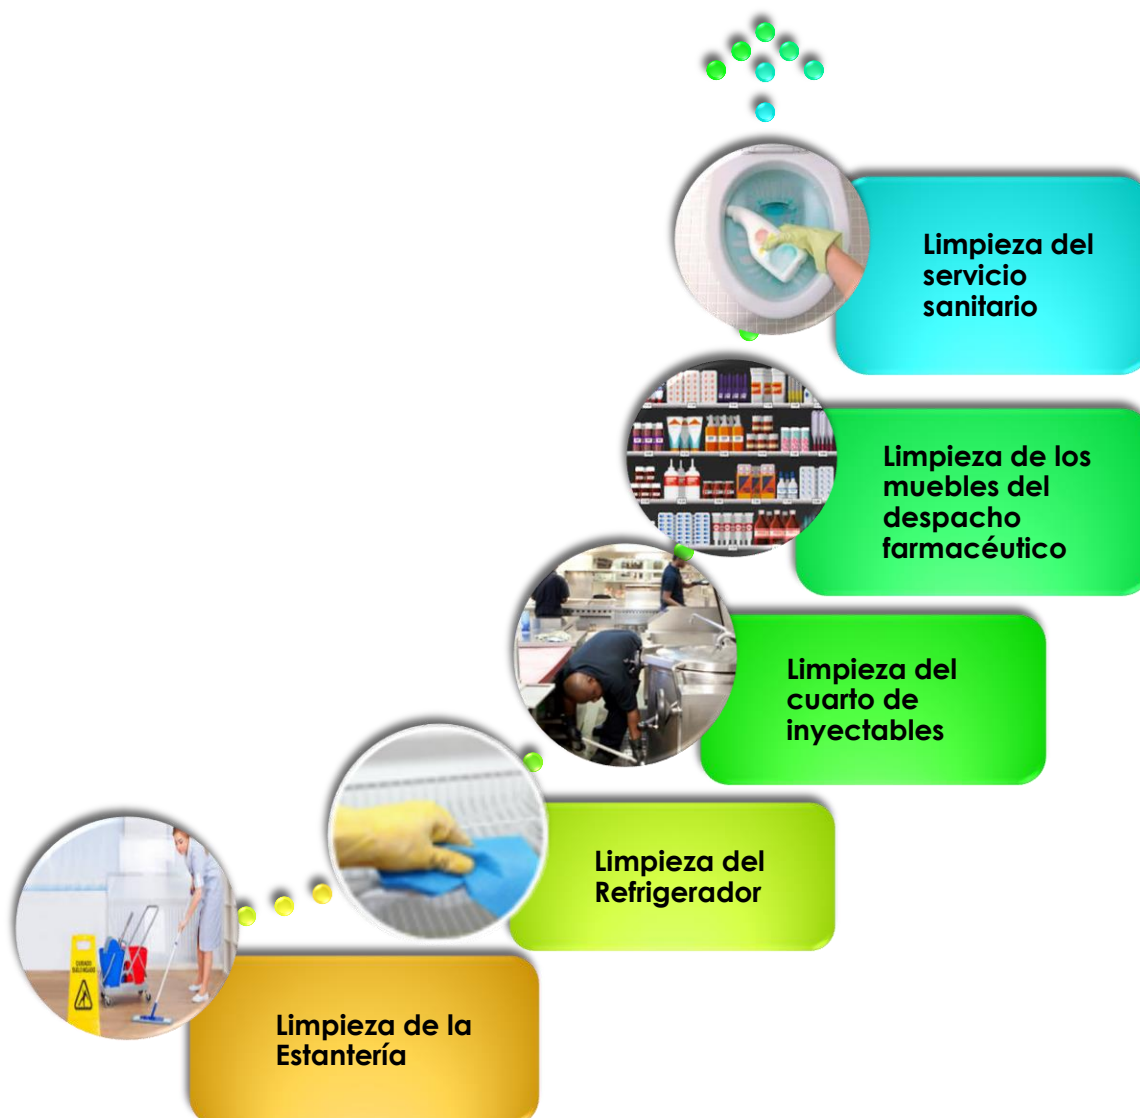 Limpieza del
servicio
sanitario
Limpieza de los
muebles del
despacho
farmacéutico
Limpieza del
cuarto de
inyectables
Limpieza del
Refrigerador
Limpieza de la
Estantería